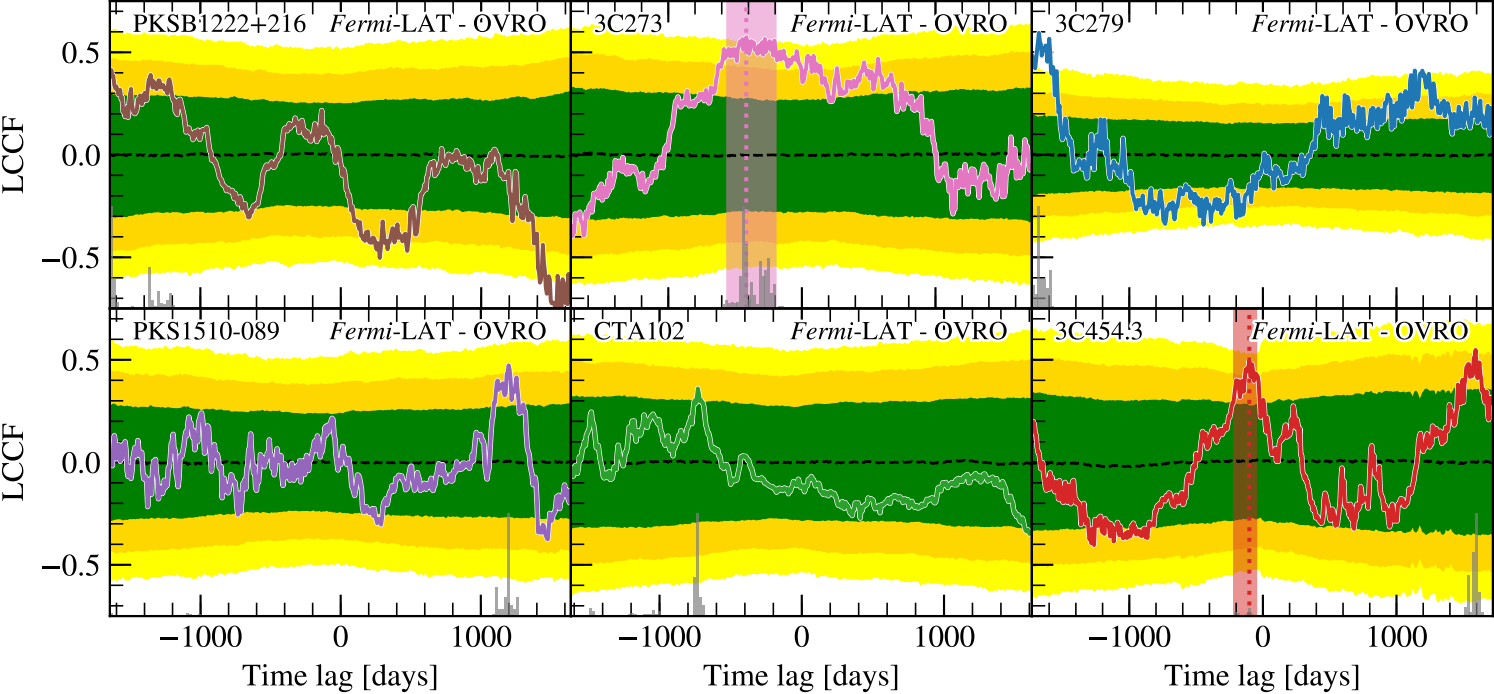 PKSB1222+216 Fermi-LAT - OVRO
3C273 Fermi-LAT - OVRO
3C279 Fermi-LAT - OVRO
LCCF
0.5
0.0
−0.5
PKS1510-089 Fermi-LAT - OVRO
CTA102 Fermi-LAT - OVRO
3C454.3 Fermi-LAT - OVRO
LCCF
0.5
0.0
−0.5
−1000 0 1000
−1000 0 1000
−1000 0 1000
Time lag [days]
Time lag [days]
Time lag [days]